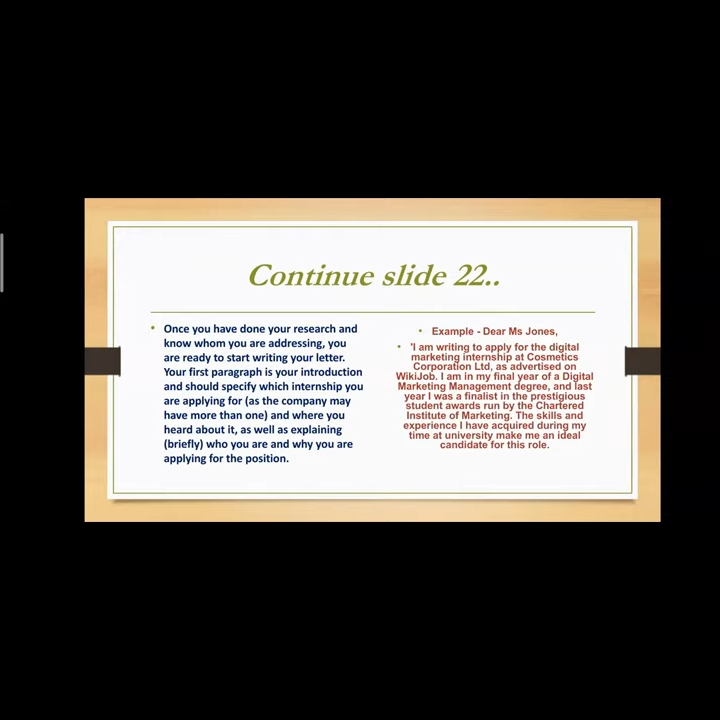 Continue slide 22..
• Once you have done your research and
know whom you are addressing, you
are ready to start writing your letter.
Your first paragraph is your introduction
and should specify which internship you
are applying for (as the company may
have more than one) and where you
heard about it, as well as explaining
(briefly) who you are and why you are
applying for the position.
• Example - Dear Ms Jones,
• 'I am writing to apply for the digital
marketing internship at Cosmetics
Corporation Ltd, as advertised on
WikiJob. I am in my final year of a Digital
Marketing Management degree, and last
year I was a finalist in the prestigious
student awards run by the Chartered
Institute of Marketing. The skills and
experience I have acquired during my
time at university make me an ideal
candidate for this role.